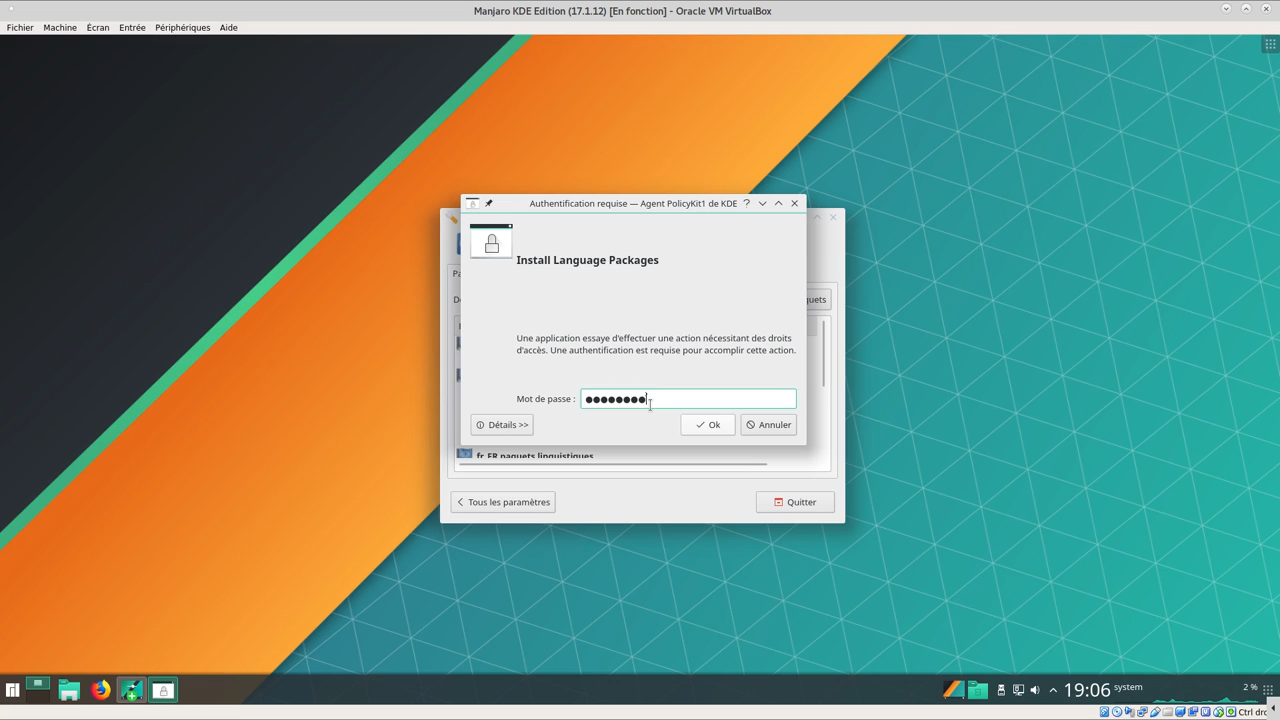 Manjaro KDE Edition (17.1.12) [En fonction] - Oracle VM VirtualBox
Fichier Machine Écran Entrée Périphériques Aide
Authentification requise — Agent PolicyKit1 de KDE
Install Language Packages
Une application essaye d'effectuer une action nécessitant des droits
d'accès. Une authentification est requise pour accomplir cette action.
Mot de passe :
Détails >>
Ok
Annuler
fr_FR paquets linguistiques
Tous les paramètres
Quitter
19:06
system
2 %
Ctrl